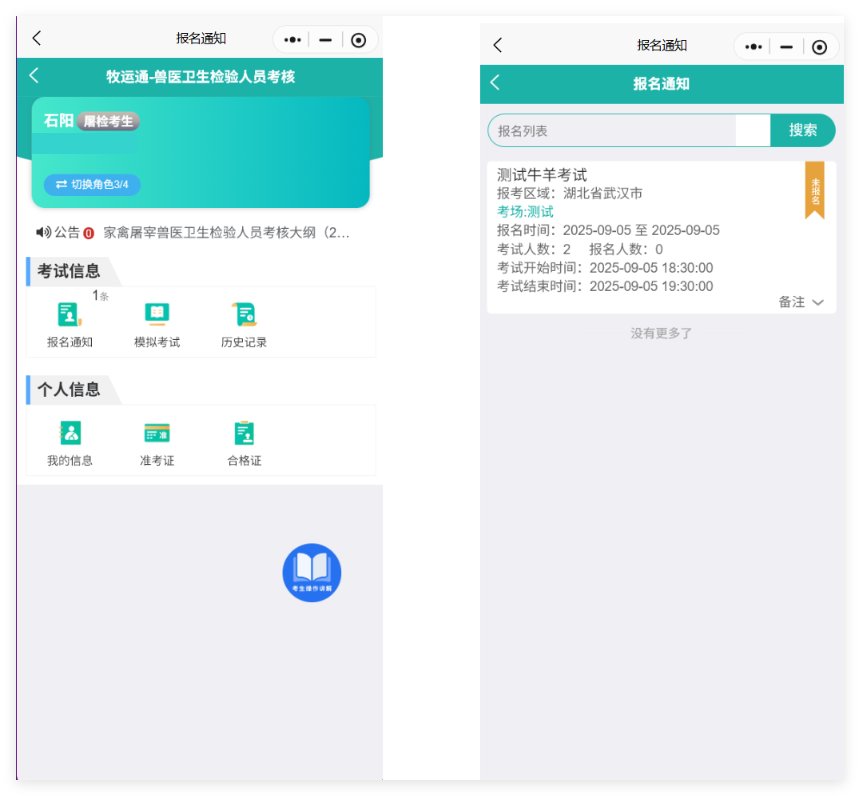 报名通知
牧运通-兽医卫生检验人员考核
石阳 屠检考生
切换角色3/4
公告 0 家禽屠宰兽医卫生检验人员考核大纲（2...
考试信息
1条
报名通知 模拟考试 历史记录
个人信息
准
我的信息 准考证 合格证
考生操作讲解
报名通知
报名通知
报名列表 搜索
测试牛羊考试
未报名
报考区域：湖北省武汉市
考场:测试
报名时间：2025-09-05 至 2025-09-05
考试人数：2 报名人数：0
考试开始时间：2025-09-05 18:30:00
考试结束时间：2025-09-05 19:30:00
备注
没有更多了